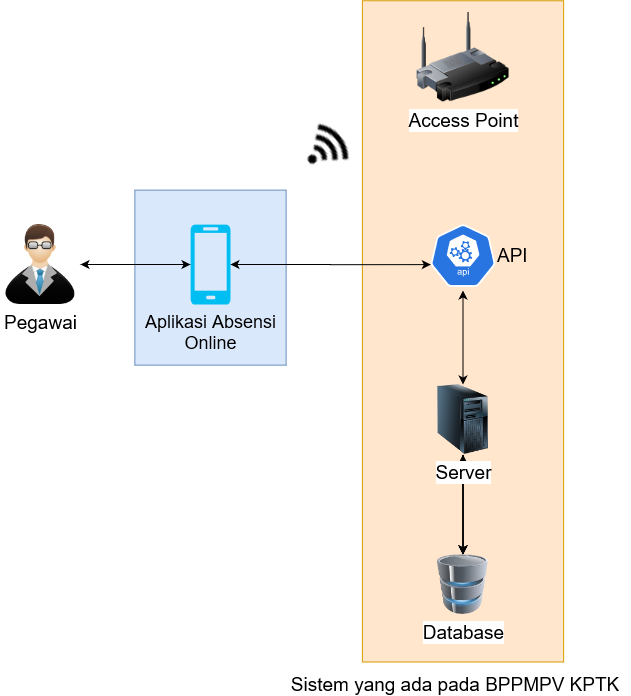 Access Point
api
API
Pegawai
Aplikasi Absensi
Online
Server
Database
Sistem yang ada pada BPPMPV KPTK